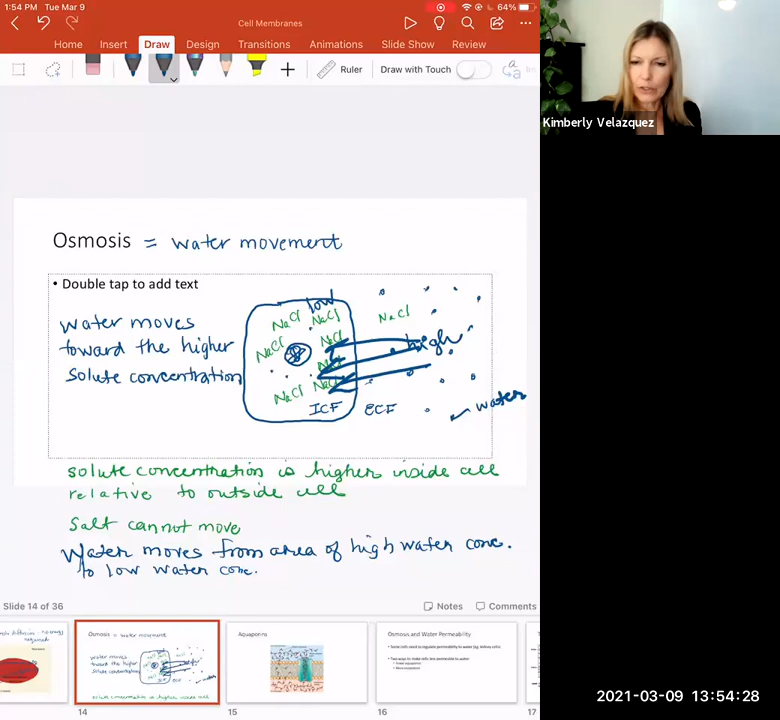 1:54 PM Tue Mar 9
64%
Cell Membranes
Home Insert Draw Design Transitions Animations Slide Show Review
Ruler Draw with Touch
Kimberly Velazquez
Osmosis = water movement
• Double tap to add text
water moves
toward the higher
solute concentration
low
NaCl NaCl NaCl
NaCl NaCl
high
NaCl
NaCl NaCl
ICF ECF
water
solute concentration is higher inside cell
relative to outside cell
Salt cannot move
Water moves from area of high water conc.
to low water conc.
Slide 14 of 36
Notes Comments
Osmosis = water movement
water moves
toward the higher
solute concentration
solute concentration is higher inside cell
Aquaporins
Osmosis and Water Permeability
14 15 16 17
2021-03-09 13:54:28